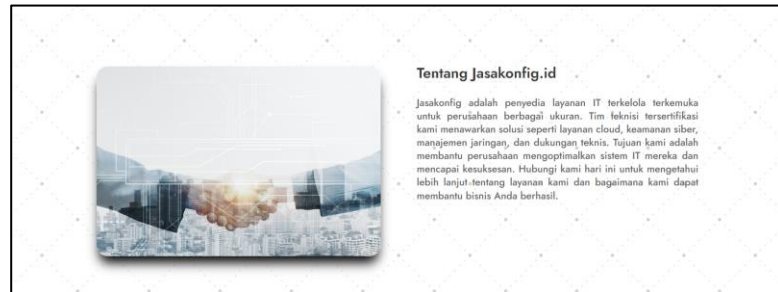 Tentang Jasakonfig.id
Jasakonfig adalah penyedia layanan IT terkelola terkemuka
untuk perusahaan berbagai ukuran. Tim teknisi tersertifikasi
kami menawarkan solusi seperti layanan cloud, keamanan siber,
manajemen jaringan, dan dukungan teknis. Tujuan kami adalah
membantu perusahaan mengoptimalkan sistem IT mereka dan
mencapai kesuksesan. Hubungi kami hari ini untuk mengetahui
lebih lanjut tentang layanan kami dan bagaimana kami dapat
membantu bisnis Anda berhasil.